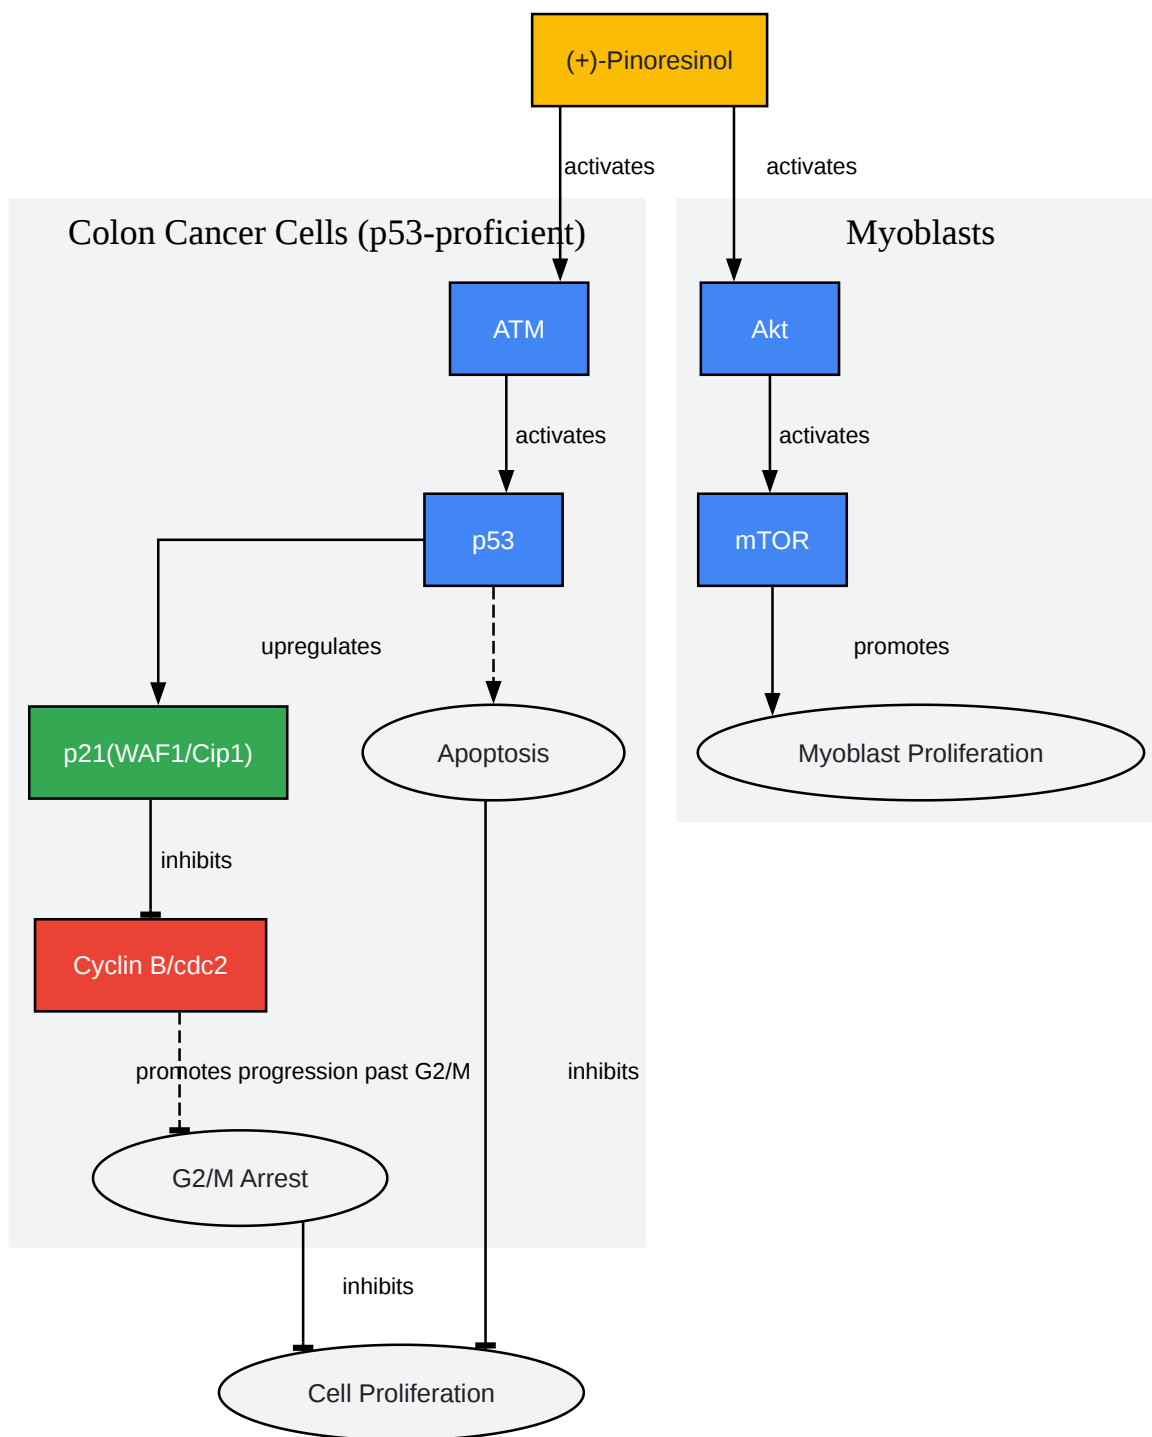 (+)-Pinoresinol
activates
activates
Colon Cancer Cells (p53-proficient)
Myoblasts
ATM
Akt
activates
activates
p53
mTOR
upregulates
promotes
p21(WAF1/Cip1)
Apoptosis
Myoblast Proliferation
inhibits
Cyclin B/cdc2
promotes progression past G2/M
inhibits
G2/M Arrest
inhibits
Cell Proliferation